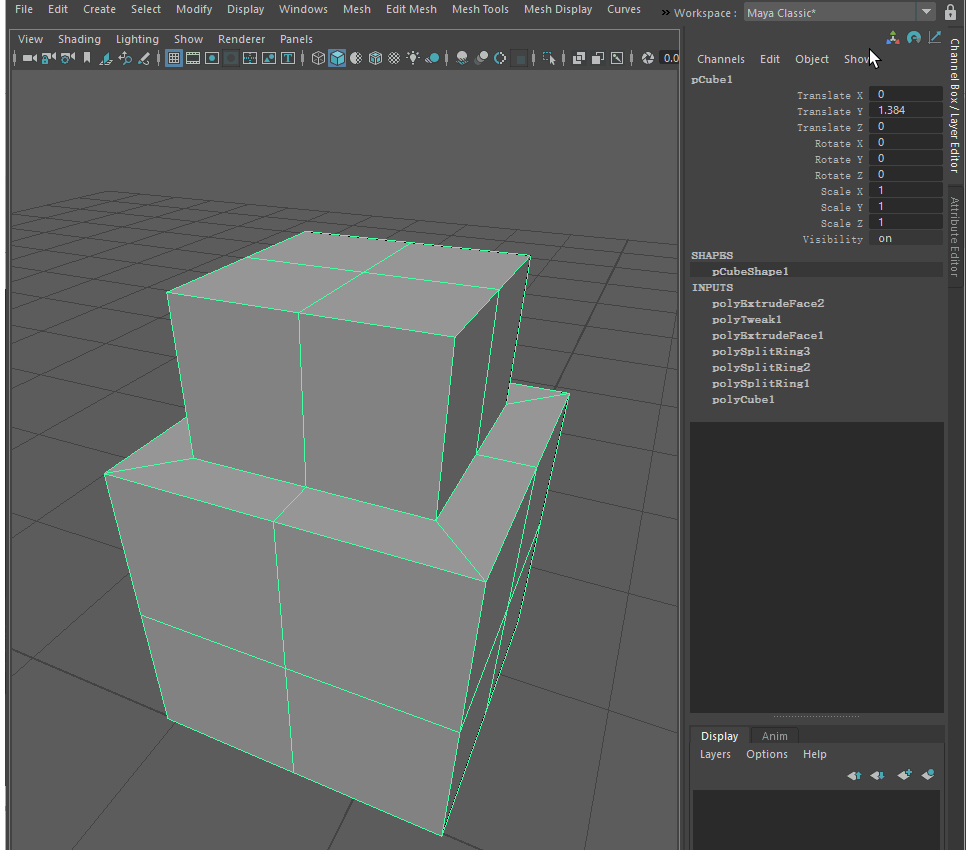 File Edit Create Select Modify Display Windows Mesh Edit Mesh Mesh Tools Mesh Display Curves » Workspace : Maya Classic*
View Shading Lighting Show Renderer Panels
0.0
Channels Edit Object Show
pCube1
Translate X 0
Translate Y 1.384
Translate Z 0
Rotate X 0
Rotate Y 0
Rotate Z 0
Scale X 1
Scale Y 1
Scale Z 1
Visibility on
SHAPES
pCubeShape1
INPUTS
polyExtrudeFace2
polyTweak1
polyExtrudeFace1
polySplitRing3
polySplitRing2
polySplitRing1
polyCube1
Display Anim
Layers Options Help
Channel Box / Layer Editor
Attribute Editor